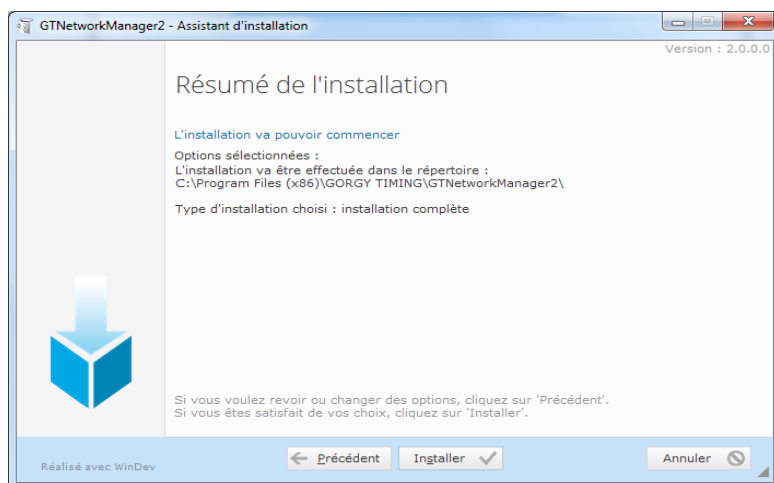 GTNetworkManager2 - Assistant d'installation
Version : 2.0.0.0
Résumé de l'installation
L'installation va pouvoir commencer
Options sélectionnées :
L'installation va être effectuée dans le répertoire :
C:\Program Files (x86)\GORGY TIMING\GTNetworkManager2\
Type d'installation choisi : installation complète
Si vous voulez revoir ou changer des options, cliquez sur 'Précédent'.
Si vous êtes satisfait de vos choix, cliquez sur 'Installer'.
Réalisé avec WinDev
Précédent
Installer
Annuler